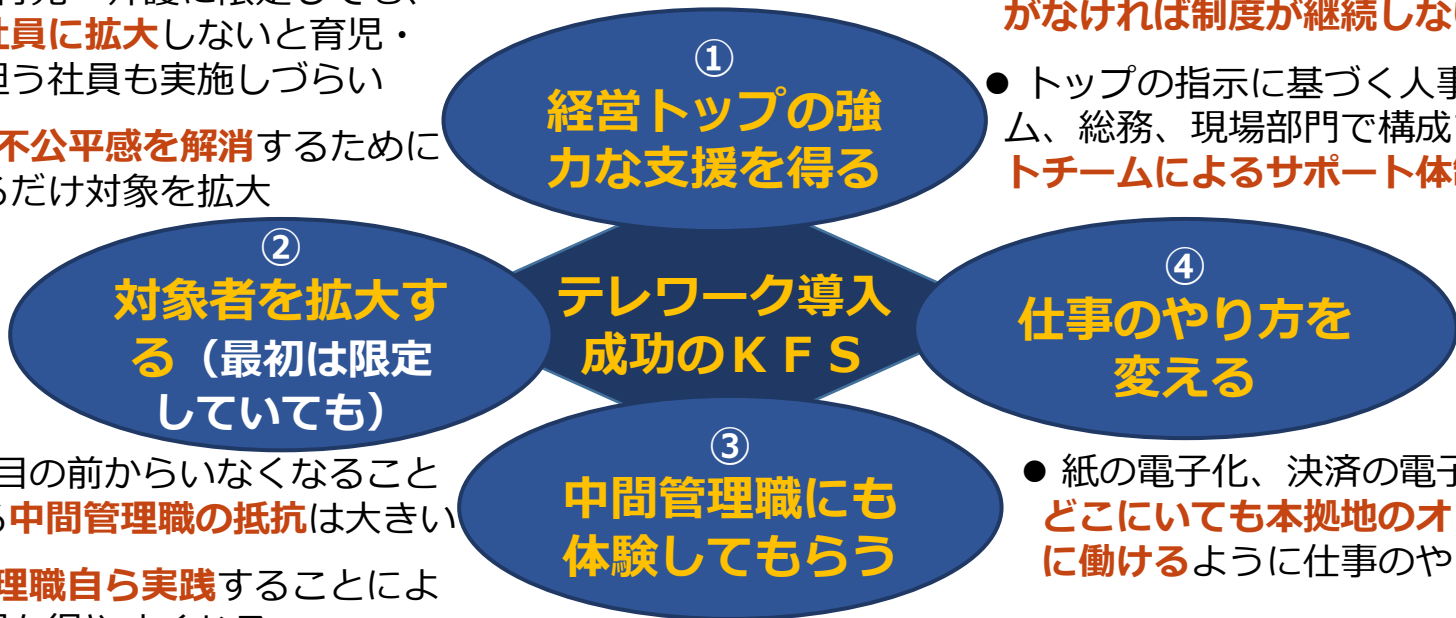 社員に拡大しないと育児・
担う社員も実施しづらい
不公平感を解消するために
るだけ対象を拡大
①
経営トップの強
力な支援を得る
がなければ制度が継続しない
● トップの指示に基づく人事
ム、総務、現場部門で構成
トチームによるサポート体
②
対象者を拡大す
る（最初は限定
していても）
テレワーク導入
成功のＫＦＳ
④
仕事のやり方を
変える
目の前からいなくなること
る中間管理職の抵抗は大きい
理職自ら実践することによ
③
中間管理職にも
体験してもらう
● 紙の電子化、決済の電子
どこにいても本拠地のオ
に働けるように仕事のや